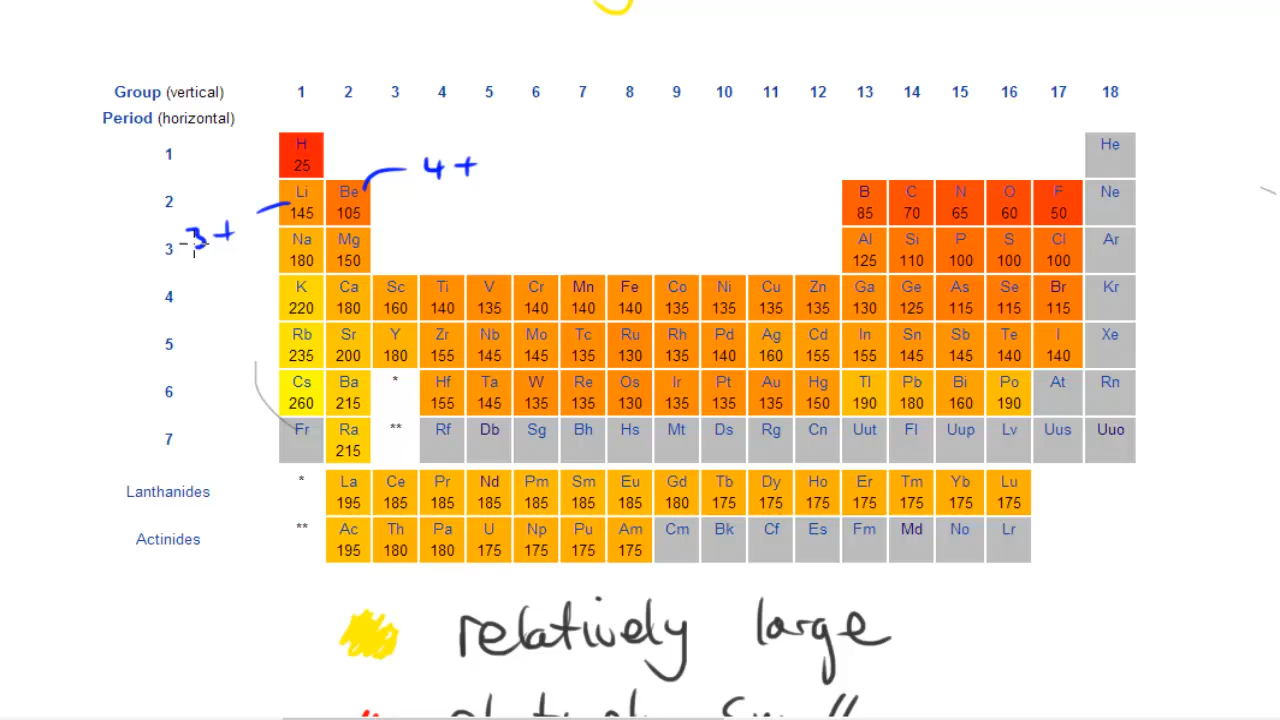 Group (vertical) 1 2 3 4 5 6 7 8 9 10 11 12 13 14 15 16 17 18
Period (horizontal)
1 H He
25
4+
2 Li Be B C N O F Ne
145 105 85 70 65 60 50
3+
3 Na Mg Al Si P S Cl Ar
180 150 125 110 100 100 100
4 K Ca Sc Ti V Cr Mn Fe Co Ni Cu Zn Ga Ge As Se Br Kr
220 180 160 140 135 140 140 140 135 135 135 135 130 125 115 115 115
5 Rb Sr Y Zr Nb Mo Tc Ru Rh Pd Ag Cd In Sn Sb Te I Xe
235 200 180 155 145 145 135 130 135 140 160 155 155 145 145 140 140
6 Cs Ba * Hf Ta W Re Os Ir Pt Au Hg Tl Pb Bi Po At Rn
260 215 155 145 135 135 130 135 135 135 150 190 180 160 190
7 Fr Ra ** Rf Db Sg Bh Hs Mt Ds Rg Cn Uut Fl Uup Lv Uus Uuo
215
Lanthanides * La Ce Pr Nd Pm Sm Eu Gd Tb Dy Ho Er Tm Yb Lu
195 185 185 185 185 185 185 180 175 175 175 175 175 175 175
Actinides ** Ac Th Pa U Np Pu Am Cm Bk Cf Es Fm Md No Lr
195 180 180 175 175 175 175
relatively large